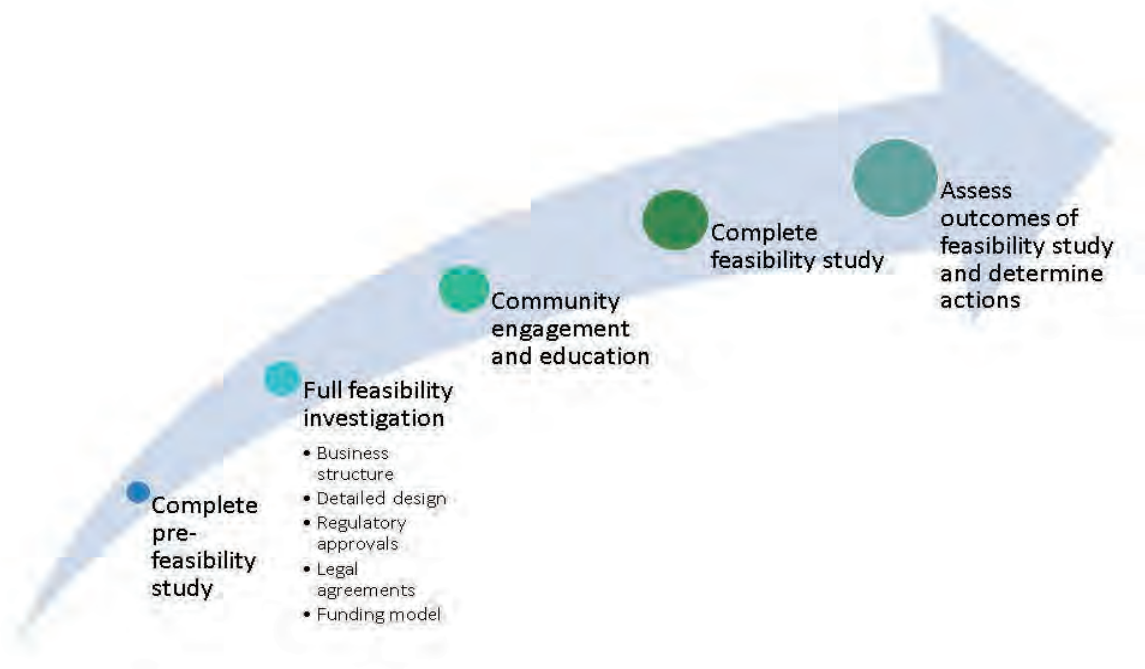 Complete
pre-
feasibility
study
Full feasibility
investigation
• Business
structure
• Detailed design
• Regulatory
approvals
• Legal
agreements
• Funding model
Community
engagement
and education
Complete
feasibility study
Assess
outcomes of
feasibility study
and determine
actions